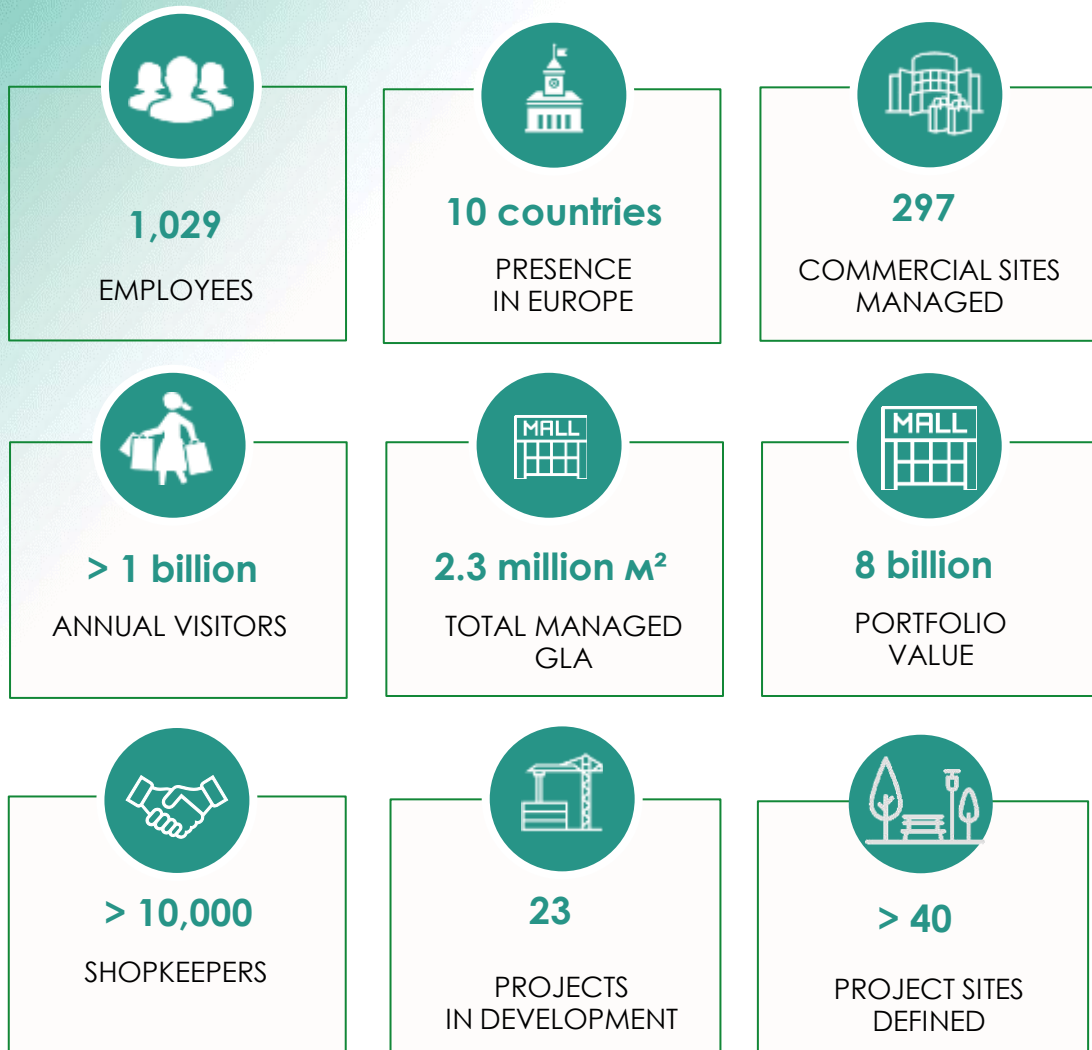 1,029
EMPLOYEES
10 countries
PRESENCE
IN EUROPE
297
COMMERCIAL SITES
MANAGED
> 1 billion
ANNUAL VISITORS
MALL
2.3 million м²
TOTAL MANAGED
GLA
MALL
8 billion
PORTFOLIO
VALUE
> 10,000
SHOPKEEPERS
23
PROJECTS
IN DEVELOPMENT
> 40
PROJECT SITES
DEFINED